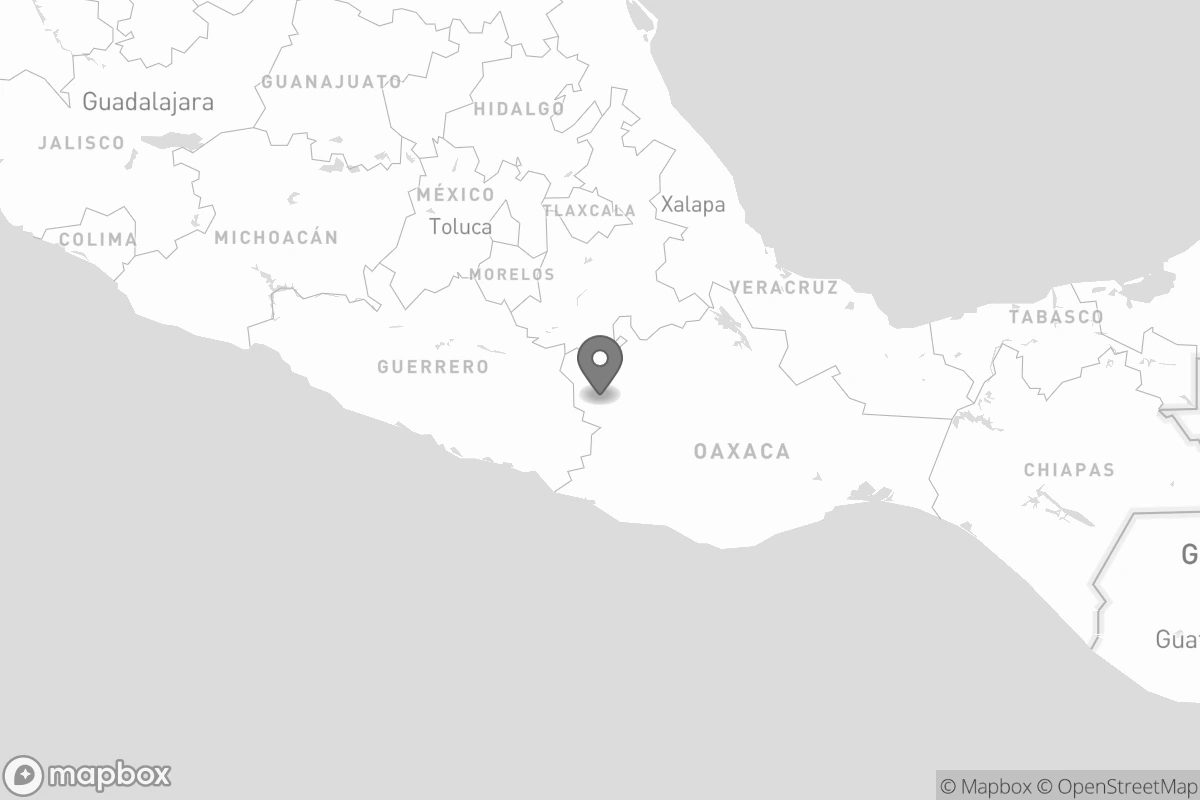 GUANAJUATO
Guadalajara
HIDALGO
JALISCO
MÉXICO
Xalapa
TLAXCALA
Toluca
COLIMA
MICHOACÁN
MORELOS
VERACRUZ
TABASCO
GUERRERO
OAXACA
CHIAPAS
G
Gua
mapbox
© Mapbox © OpenStreetMap